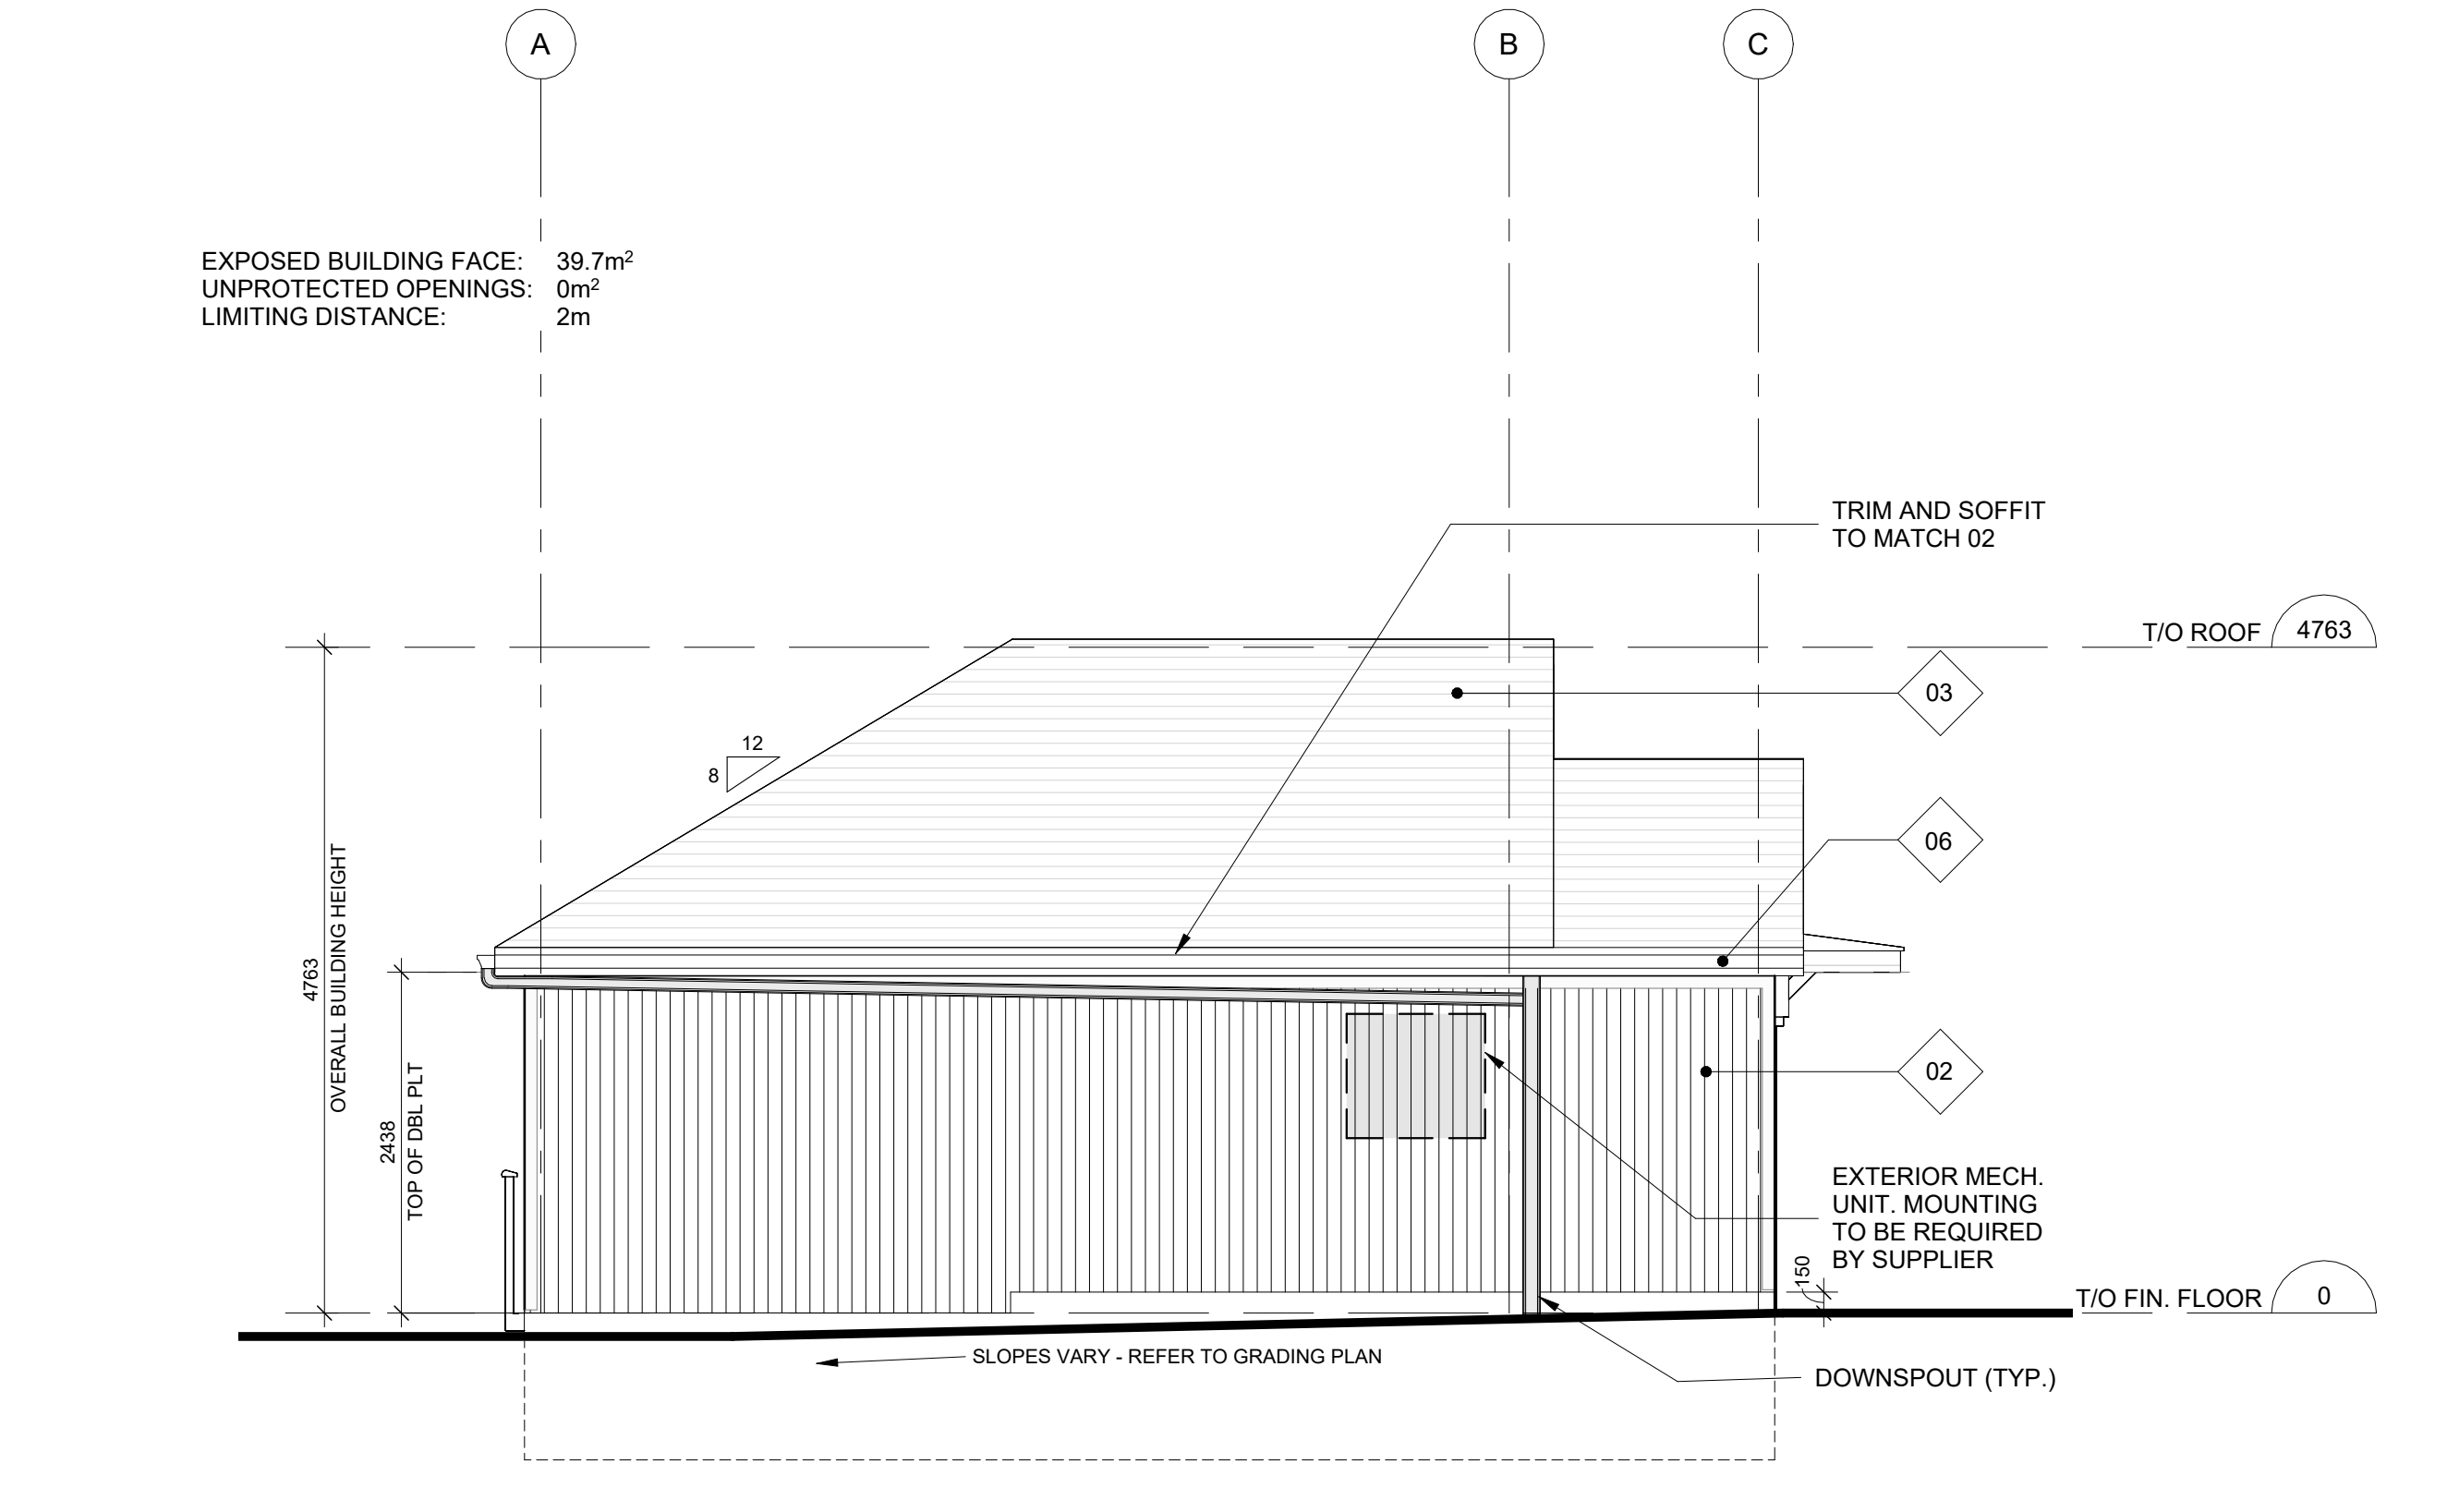 A
B
C
EXPOSED BUILDING FACE: 39.7m²
UNPROTECTED OPENINGS: 0m²
LIMITING DISTANCE: 2m
TRIM AND SOFFIT
TO MATCH 02
T/O ROOF 4763
03
12
8
06
4763
OVERALL BUILDING HEIGHT
2438
TOP OF DBL PLT
02
EXTERIOR MECH.
UNIT. MOUNTING
TO BE REQUIRED
BY SUPPLIER
150
T/O FIN. FLOOR 0
SLOPES VARY - REFER TO GRADING PLAN
DOWNSPOUT (TYP.)